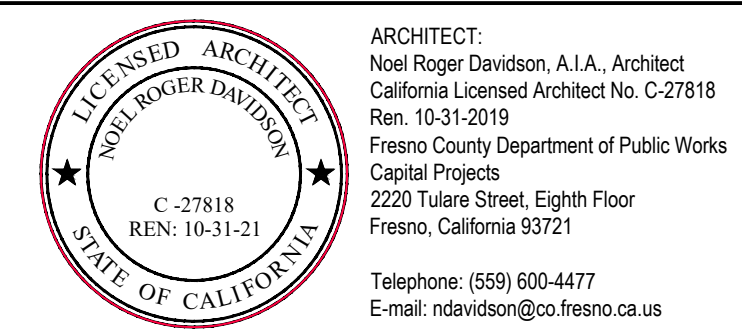 LICENSED ARCHITECT
NOEL ROGER DAVIDSON
C -27818
REN: 10-31-21
STATE OF CALIFORNIA
ARCHITECT:
Noel Roger Davidson, A.I.A., Architect
California Licensed Architect No. C-27818
Ren. 10-31-2019
Fresno County Department of Public Works
Capital Projects
2220 Tulare Street, Eighth Floor
Fresno, California 93721
Telephone: (559) 600-4477
E-mail: ndavidson@co.fresno.ca.us